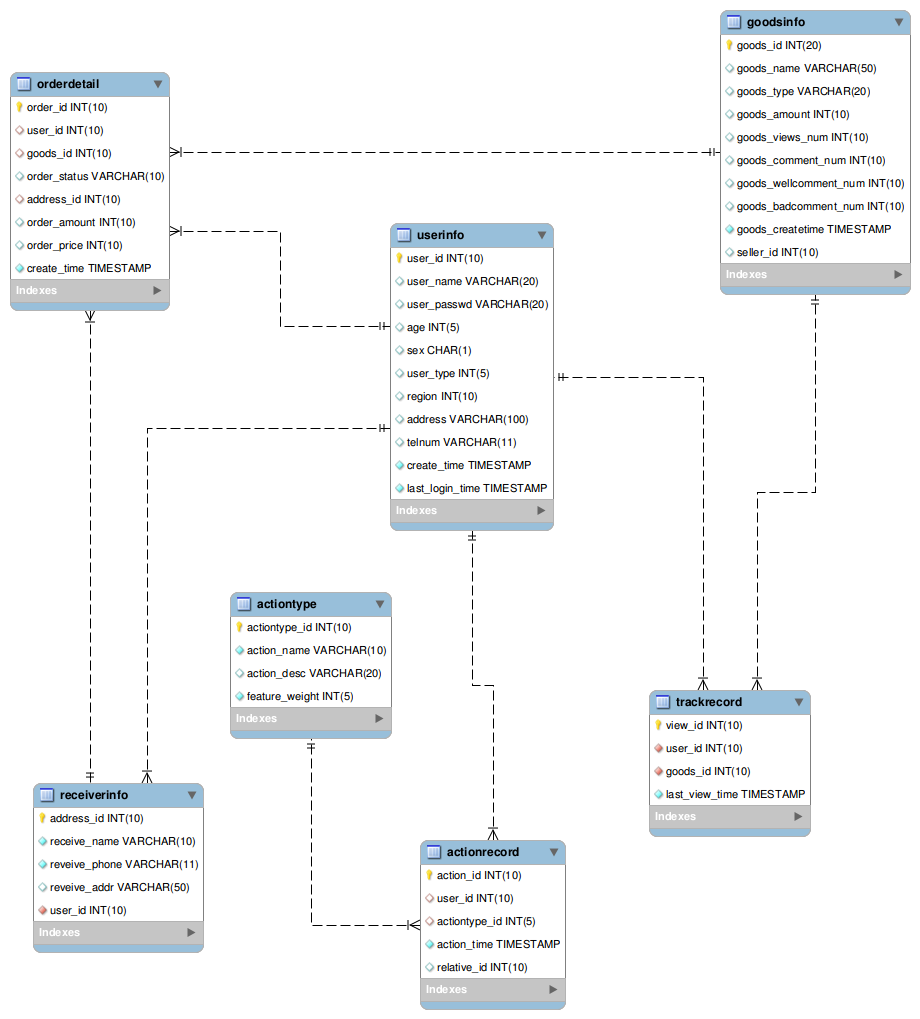 goodsinfo
goods_id INT(20)
goods_name VARCHAR(50)
goods_type VARCHAR(20)
goods_amount INT(10)
goods_views_num INT(10)
goods_comment_num INT(10)
goods_wellcomment_num INT(10)
goods_badcomment_num INT(10)
goods_createtime TIMESTAMP
seller_id INT(10)
Indexes
orderdetail
order_id INT(10)
user_id INT(10)
goods_id INT(10)
order_status VARCHAR(10)
address_id INT(10)
order_amount INT(10)
order_price INT(10)
create_time TIMESTAMP
Indexes
userinfo
user_id INT(10)
user_name VARCHAR(20)
user_passwd VARCHAR(20)
age INT(5)
sex CHAR(1)
user_type INT(5)
region INT(10)
address VARCHAR(100)
telnum VARCHAR(11)
create_time TIMESTAMP
last_login_time TIMESTAMP
Indexes
actiontype
actiontype_id INT(10)
action_name VARCHAR(10)
action_desc VARCHAR(20)
feature_weight INT(5)
Indexes
trackrecord
view_id INT(10)
user_id INT(10)
goods_id INT(10)
last_view_time TIMESTAMP
Indexes
receiverinfo
address_id INT(10)
receive_name VARCHAR(10)
reveive_phone VARCHAR(11)
reveive_addr VARCHAR(50)
user_id INT(10)
Indexes
actionrecord
action_id INT(10)
user_id INT(10)
actiontype_id INT(5)
action_time TIMESTAMP
relative_id INT(10)
Indexes